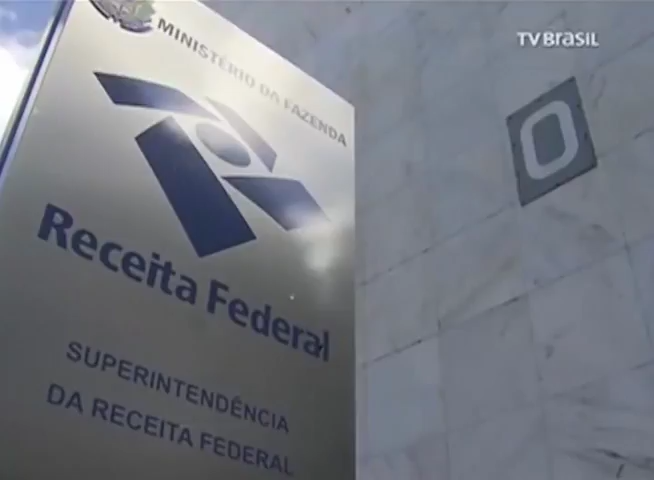 TV BRASIL
MINISTÉRIO DA FAZENDA
O
Receita Federal
SUPERINTENDÊNCIA
DA RECEITA FEDERAL